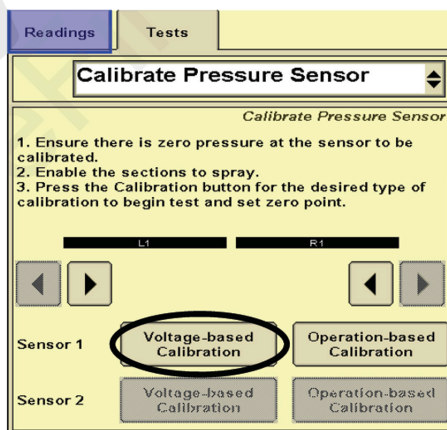 Readings Tests
Calibrate Pressure Sensor
Calibrate Pressure Sensor
1. Ensure there is zero pressure at the sensor to be
calibrated.
2. Enable the sections to spray.
3. Press the Calibration button for the desired type of
calibration to begin test and set zero point.
L1 R1
Sensor 1 Voltage-based Operation-based
Calibration Calibration
Sensor 2 Voltage-based Operation-based
Calibration Calibration